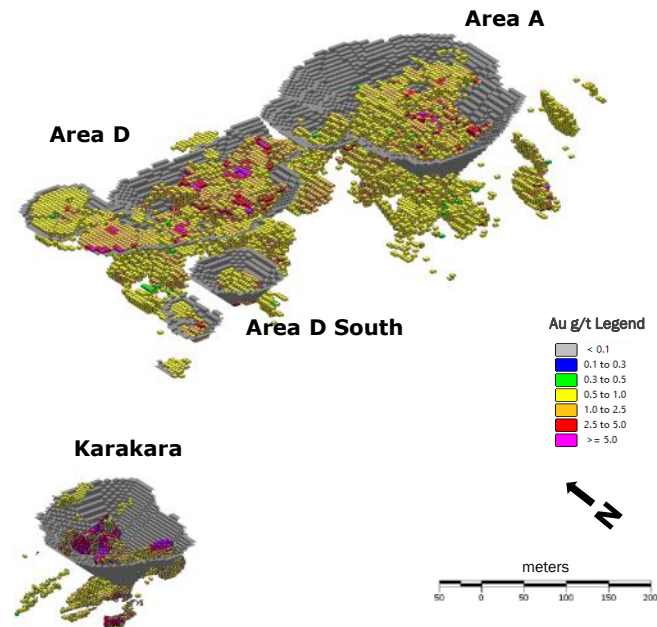 Area A
Area D
Area D South
Au g/t Legend
< 0.1
0.1 to 0.3
0.3 to 0.5
0.5 to 1.0
1.0 to 2.5
2.5 to 5.0
>= 5.0
Karakara
N
meters
50 0 50 100 150 200